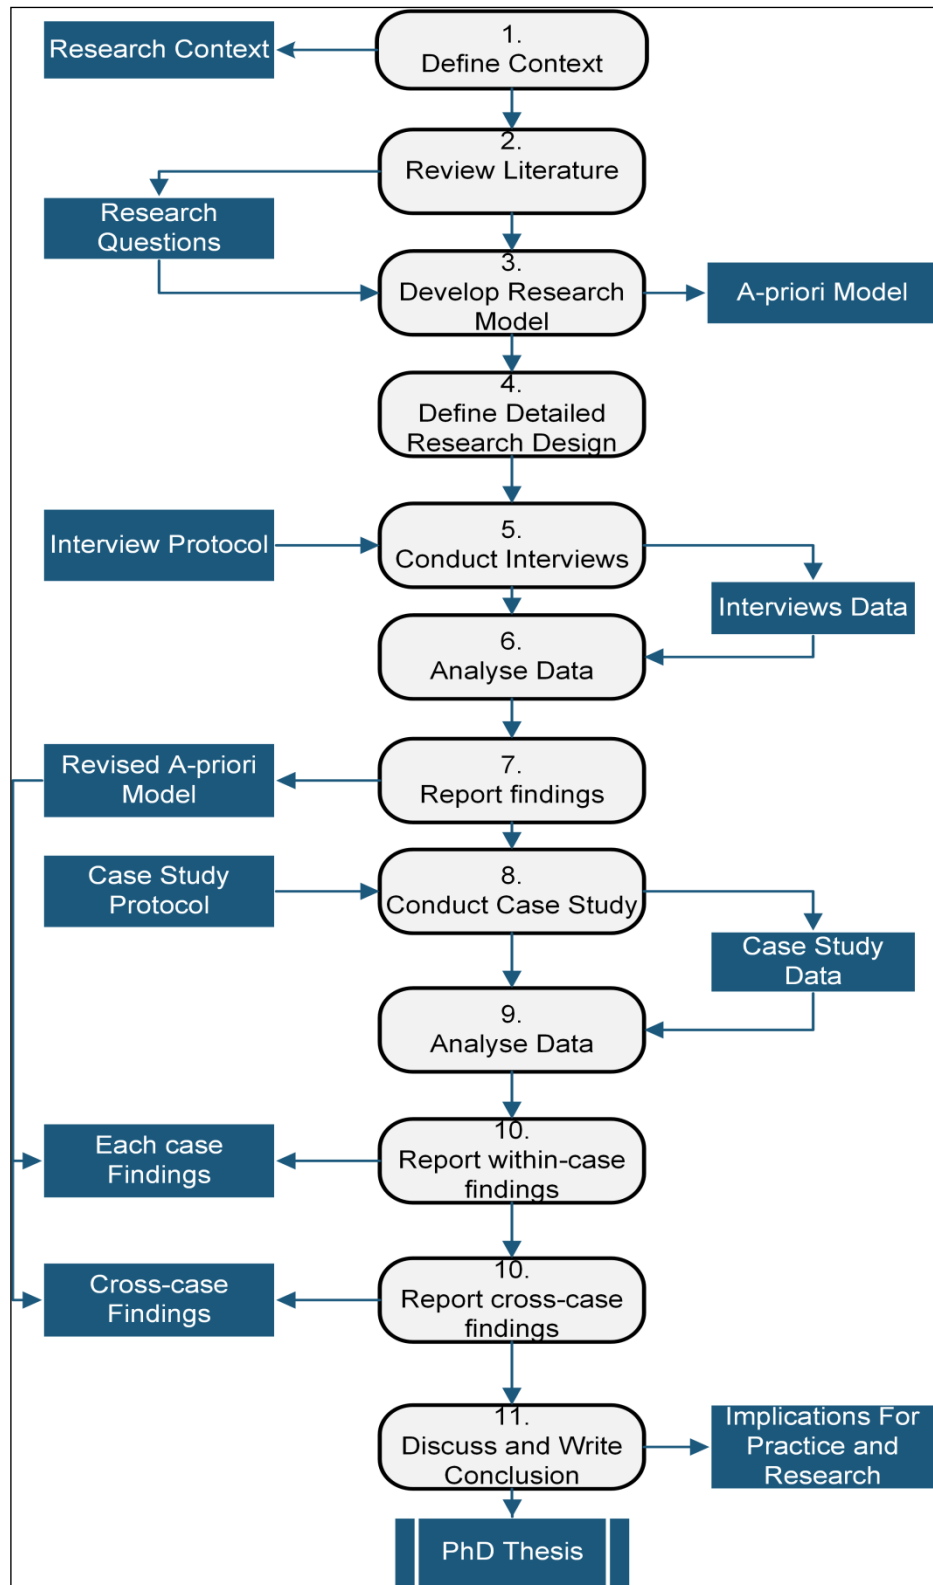 Research Context
1.
Define Context
2.
Review Literature
Research
Questions
3.
Develop Research
Model
A-priori Model
4.
Define Detailed
Research Design
Interview Protocol
5.
Conduct Interviews
Interviews Data
6.
Analyse Data
Revised A-priori
Model
7.
Report findings
Case Study
Protocol
8.
Conduct Case Study
Case Study
Data
9.
Analyse Data
Each case
Findings
10.
Report within-case
findings
Cross-case
Findings
10.
Report cross-case
findings
11.
Discuss and Write
Conclusion
Implications For
Practice and
Research
PhD Thesis